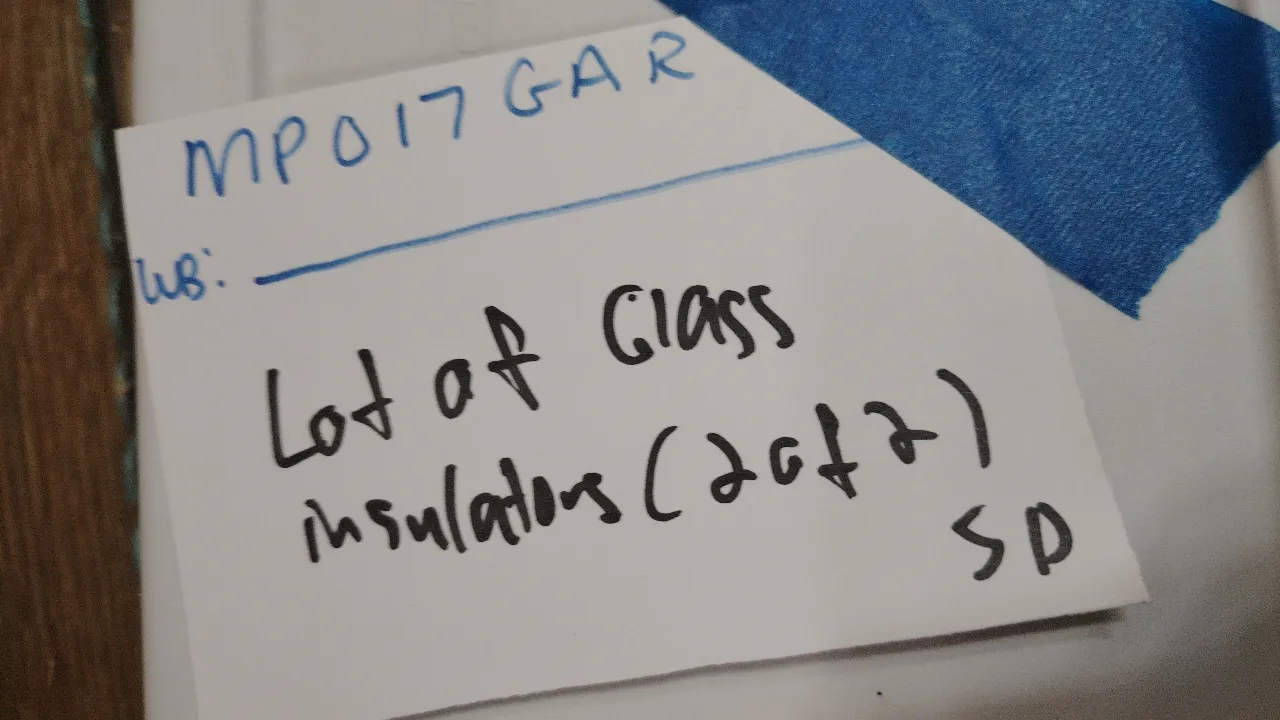 MP017GAR
WB:
Lot of Glass
insulators (2 of 2)
SD